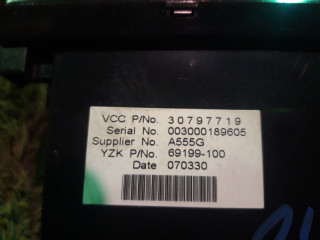 VCC P/No. 30797719
Serial No. 003000189605
Supplier No. A555G
YZK P/No. 69199-100
Date 070330